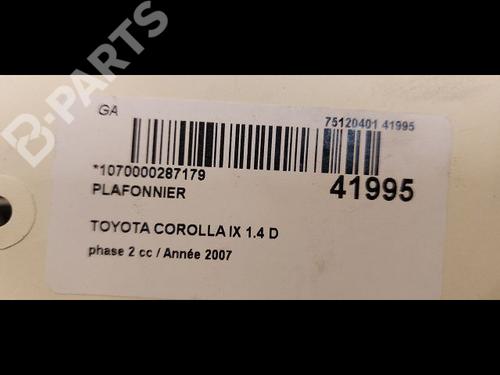 B-PARTS
GA
75120401 41995
*1070000287179
PLAFONNIER
41995
TOYOTA COROLLA IX 1.4 D
phase 2 cc / Année 2007